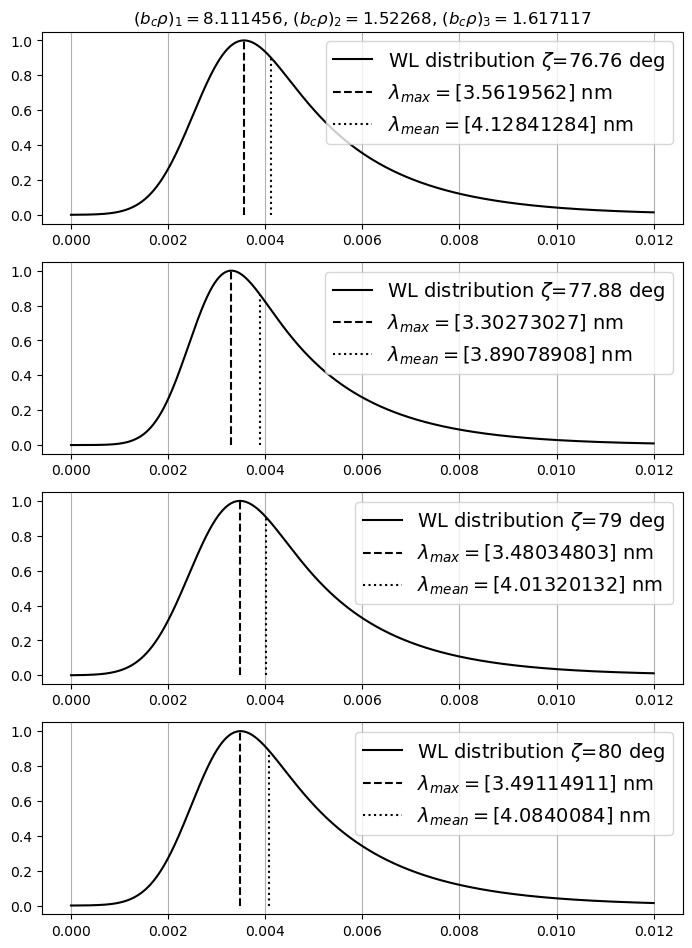 (b_cρ)_1 = 8.111456, (b_cρ)_2 = 1.52268, (b_cρ)_3 = 1.617117
1.0
0.8
0.6
0.4
0.2
0.0
WL distribution ζ=76.76 deg
λ_max = [3.5619562] nm
λ_mean = [4.12841284] nm
0.000 0.002 0.004 0.006 0.008 0.010 0.012
1.0
0.8
0.6
0.4
0.2
0.0
WL distribution ζ=77.88 deg
λ_max = [3.30273027] nm
λ_mean = [3.89078908] nm
0.000 0.002 0.004 0.006 0.008 0.010 0.012
1.0
0.8
0.6
0.4
0.2
0.0
WL distribution ζ=79 deg
λ_max = [3.48034803] nm
λ_mean = [4.01320132] nm
0.000 0.002 0.004 0.006 0.008 0.010 0.012
1.0
0.8
0.6
0.4
0.2
0.0
WL distribution ζ=80 deg
λ_max = [3.49114911] nm
λ_mean = [4.0840084] nm
0.000 0.002 0.004 0.006 0.008 0.010 0.012